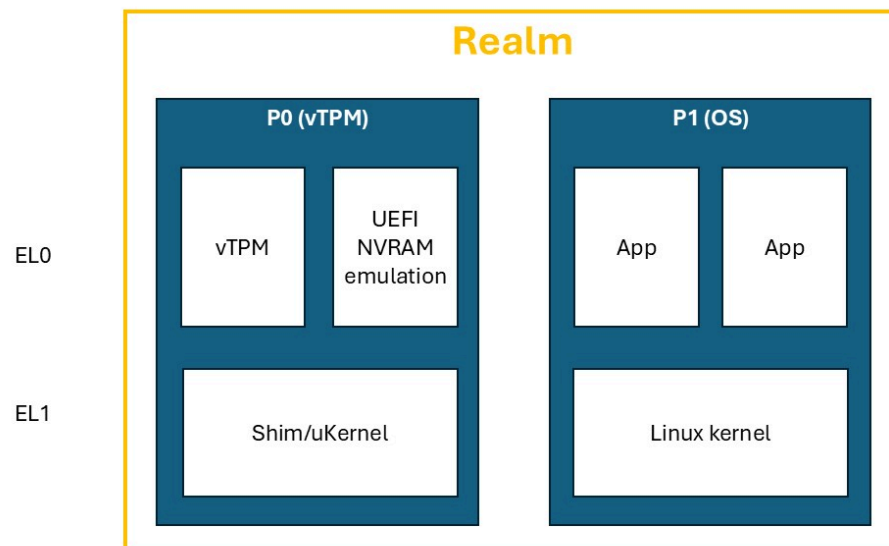 Realm
P0 (vTPM)
P1 (OS)
EL0
vTPM
UEFI
NVRAM
emulation
App
App
EL1
Shim/uKernel
Linux kernel